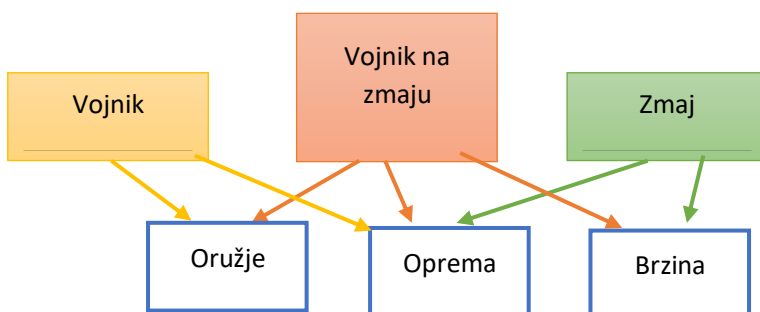 Vojnik
Vojnik na
zmaju
Zmaj
Oružje
Oprema
Brzina